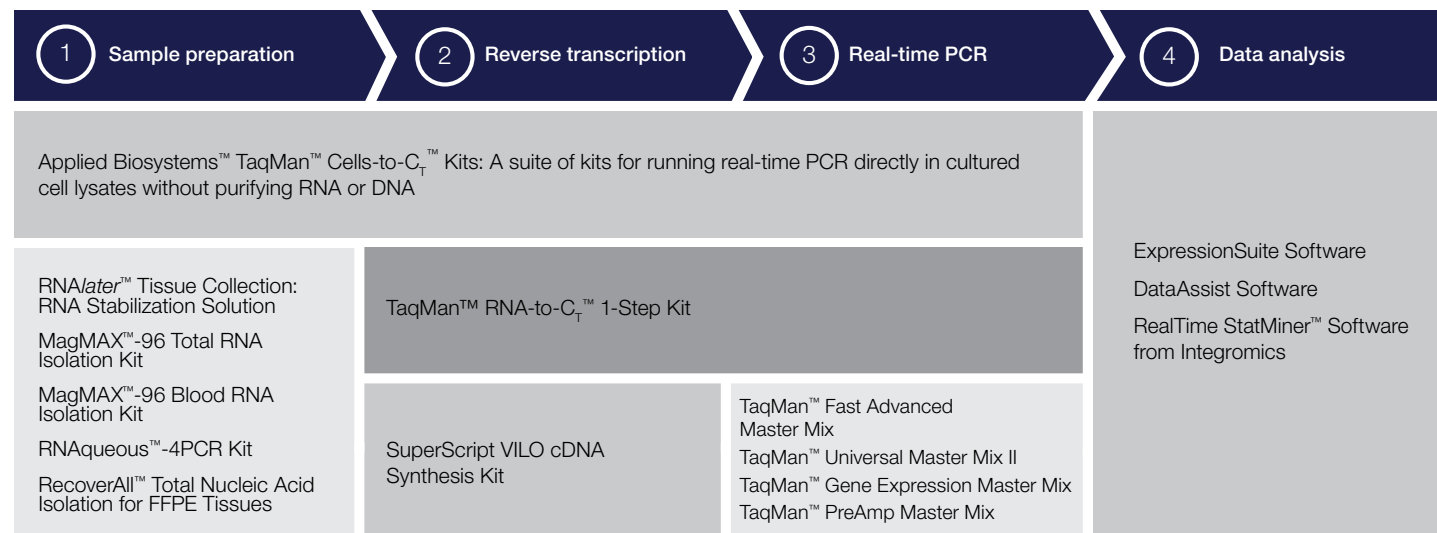 1 Sample preparation
2 Reverse transcription
3 Real-time PCR
4 Data analysis
Applied Biosystems™ TaqMan™ Cells-to-CT™ Kits: A suite of kits for running real-time PCR directly in cultured
cell lysates without purifying RNA or DNA
RNAlater™ Tissue Collection:
RNA Stabilization Solution
MagMAX™-96 Total RNA
Isolation Kit
MagMAX™-96 Blood RNA
Isolation Kit
RNAqueous™-4PCR Kit
RecoverAll™ Total Nucleic Acid
Isolation for FFPE Tissues
TaqMan™ RNA-to-CT™ 1-Step Kit
SuperScript VILO cDNA
Synthesis Kit
TaqMan™ Fast Advanced
Master Mix
TaqMan™ Universal Master Mix II
TaqMan™ Gene Expression Master Mix
TaqMan™ PreAmp Master Mix
ExpressionSuite Software
DataAssist Software
RealTime StatMiner™ Software
from Integromics